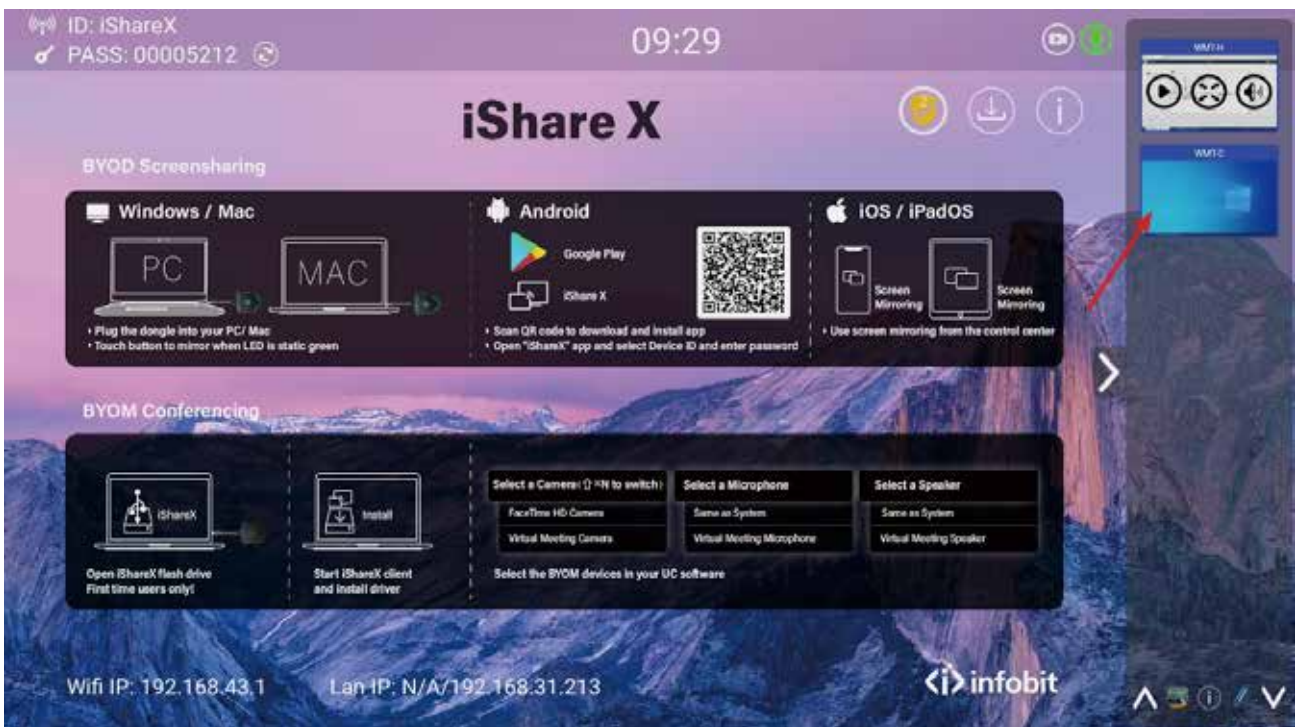 ID: iShareX
PASS: 00005212
09:29
iShare X
BYOD Screensharing
Windows / Mac
PC
MAC
• Plug the dongle into your PC/ Mac
• Touch button to mirror when LED is static green
Android
Google Play
iShare X
• Scan QR code to download and install app
• Open "iShareX" app and select Device ID and enter password
iOS / iPadOS
Screen
Mirroring
Screen
Mirroring
• Use screen mirroring from the control center
BYOM Conferencing
iShareX
Open iShareX flash drive
First time users only!
Install
Start iShareX client
and install driver
Select a Camera(⇧⌘N to switch)
FaceTime HD Camera
Virtual Meeting Camera
Select a Microphone
Same as System
Virtual Meeting Microphone
Select a Speaker
Same as System
Virtual Meeting Speaker
Select the BYOM devices in your UC software
Wifi IP: 192.168.43.1
Lan IP: N/A/192.168.31.213
infobit